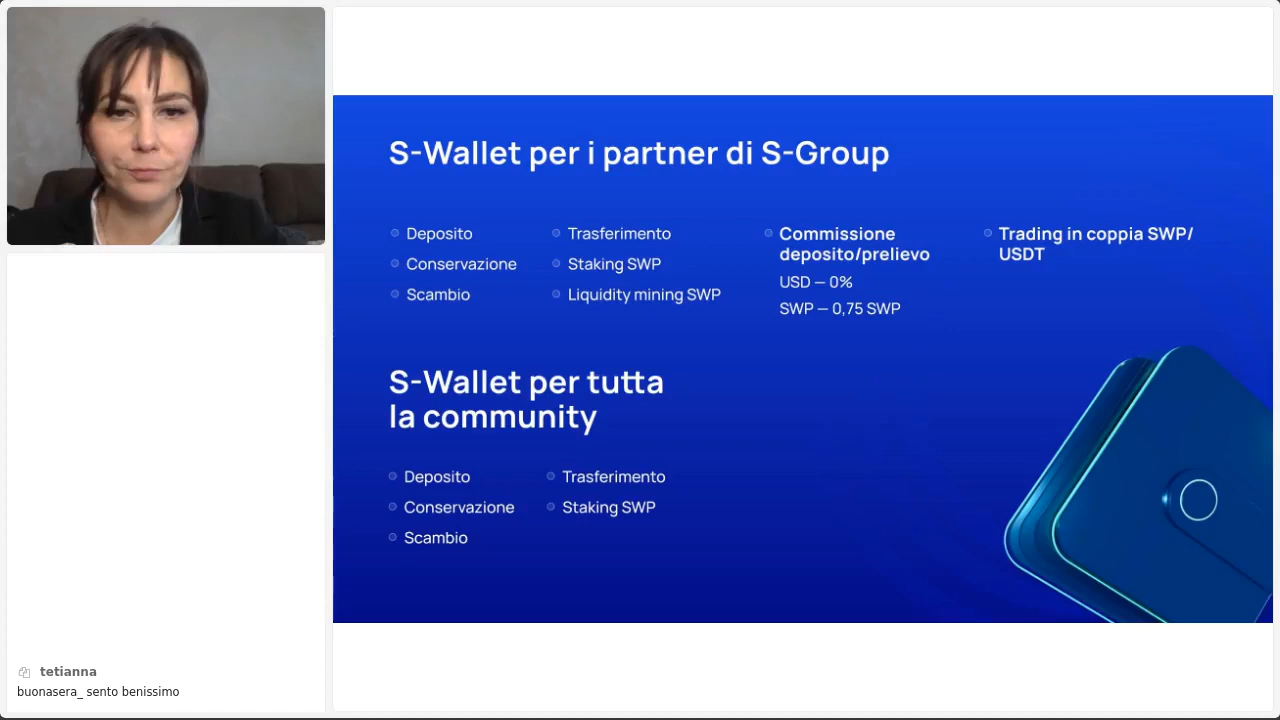 S-Wallet per i partner di S-Group
Deposito
Conservazione
Scambio
Trasferimento
Staking SWP
Liquidity mining SWP
Commissione
deposito/prelievo
USD — 0%
SWP — 0,75 SWP
Trading in coppia SWP/
USDT
S-Wallet per tutta
la community
Deposito
Conservazione
Scambio
Trasferimento
Staking SWP
tetianna
buonasera_ sento benissimo